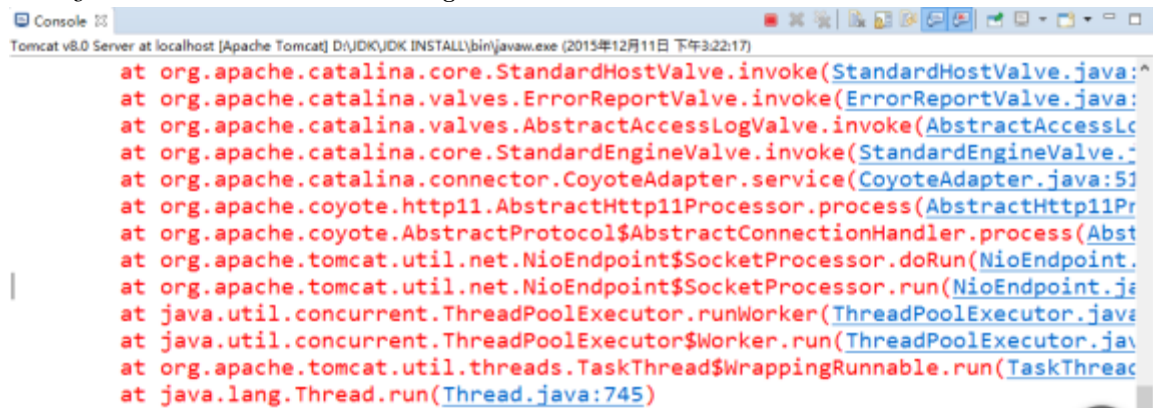 Console
Tomcat v8.0 Server at localhost [Apache Tomcat] D:\JDK\JDK INSTALL\bin\javaw.exe (2015年12月11日 下午3:22:17)
at org.apache.catalina.core.StandardHostValve.invoke(StandardHostValve.java:
at org.apache.catalina.valves.ErrorReportValve.invoke(ErrorReportValve.java:
at org.apache.catalina.valves.AbstractAccessLogValve.invoke(AbstractAccessLo
at org.apache.catalina.core.StandardEngineValve.invoke(StandardEngineValve.j
at org.apache.catalina.connector.CoyoteAdapter.service(CoyoteAdapter.java:51
at org.apache.coyote.http11.AbstractHttp11Processor.process(AbstractHttp11Pr
at org.apache.coyote.AbstractProtocol$AbstractConnectionHandler.process(Abst
at org.apache.tomcat.util.net.NioEndpoint$SocketProcessor.doRun(NioEndpoint.
at org.apache.tomcat.util.net.NioEndpoint$SocketProcessor.run(NioEndpoint.ja
at java.util.concurrent.ThreadPoolExecutor.runWorker(ThreadPoolExecutor.java
at java.util.concurrent.ThreadPoolExecutor$Worker.run(ThreadPoolExecutor.jav
at org.apache.tomcat.util.threads.TaskThread$WrappingRunnable.run(TaskThread
at java.lang.Thread.run(Thread.java:745)